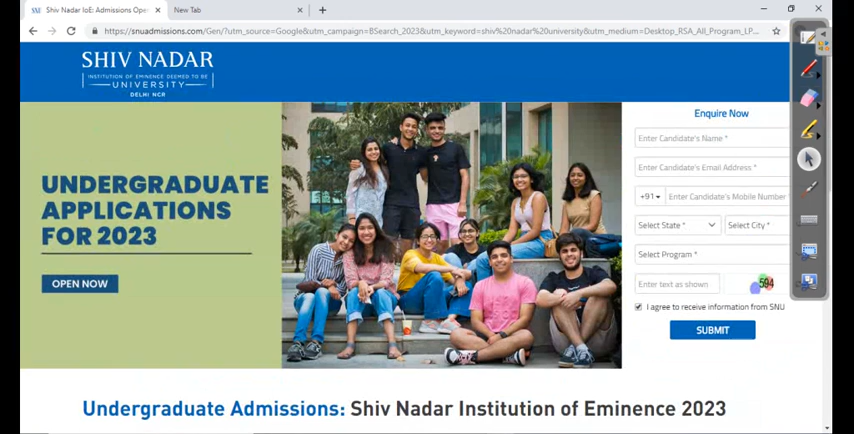 Shiv Nadar IoE: Admissions Open
New Tab
https://snuadmissions.com/Gen/?utm_source=Google&utm_campaign=BSearch_2023&utm_keyword=shiv%20nadar%20university&utm_medium=Desktop_RSA_All_Program_LP...
SHIV NADAR
INSTITUTION OF EMINENCE DEEMED TO BE
UNIVERSITY
DELHI NCR
UNDERGRADUATE
APPLICATIONS
FOR 2023
OPEN NOW
Enquire Now
Enter Candidate's Name *
Enter Candidate's Email Address *
+91 Enter Candidate's Mobile Number
Select State * Select City *
Select Program *
Enter text as shown
594
I agree to receive information from SNU
SUBMIT
Undergraduate Admissions: Shiv Nadar Institution of Eminence 2023